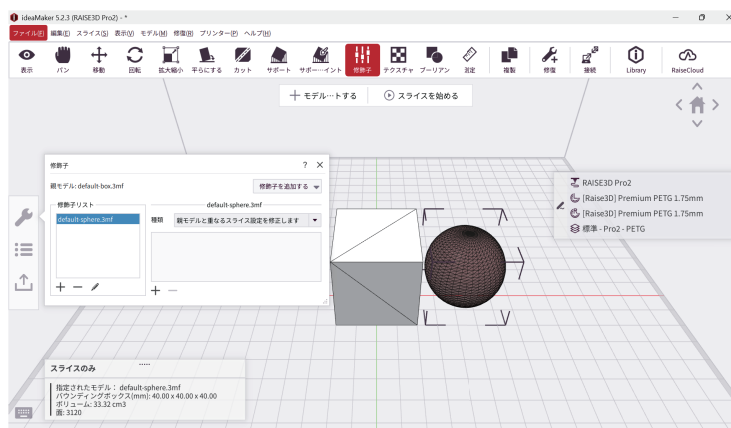 ideaMaker 5.2.3 (RAISE3D Pro2) - *
ファイル(F) 編集(E) スライス(S) 表示(V) モデル(M) 修復(R) プリンター(P) ヘルプ(H)
表示 パン 移動 回転 拡大縮小 平らにする カット サポート サポー…イント 修飾子 テクスチャ ブーリアン 測定 複製 修復 接続 Library RaiseCloud
モデル…トする スライスを始める
修飾子 ? ×
親モデル: default-box.3mf 修飾子を追加する
修飾子リスト default-sphere.3mf
default-sphere.3mf 種類 親モデルと重なるスライス設定を修正します
RAISE3D Pro2
[Raise3D] Premium PETG 1.75mm
[Raise3D] Premium PETG 1.75mm
標準 - Pro2 - PETG
スライスのみ
指定されたモデル： default-sphere.3mf
バウンディングボックス(mm): 40.00 x 40.00 x 40.00
ボリューム: 33.32 cm3
面: 3120